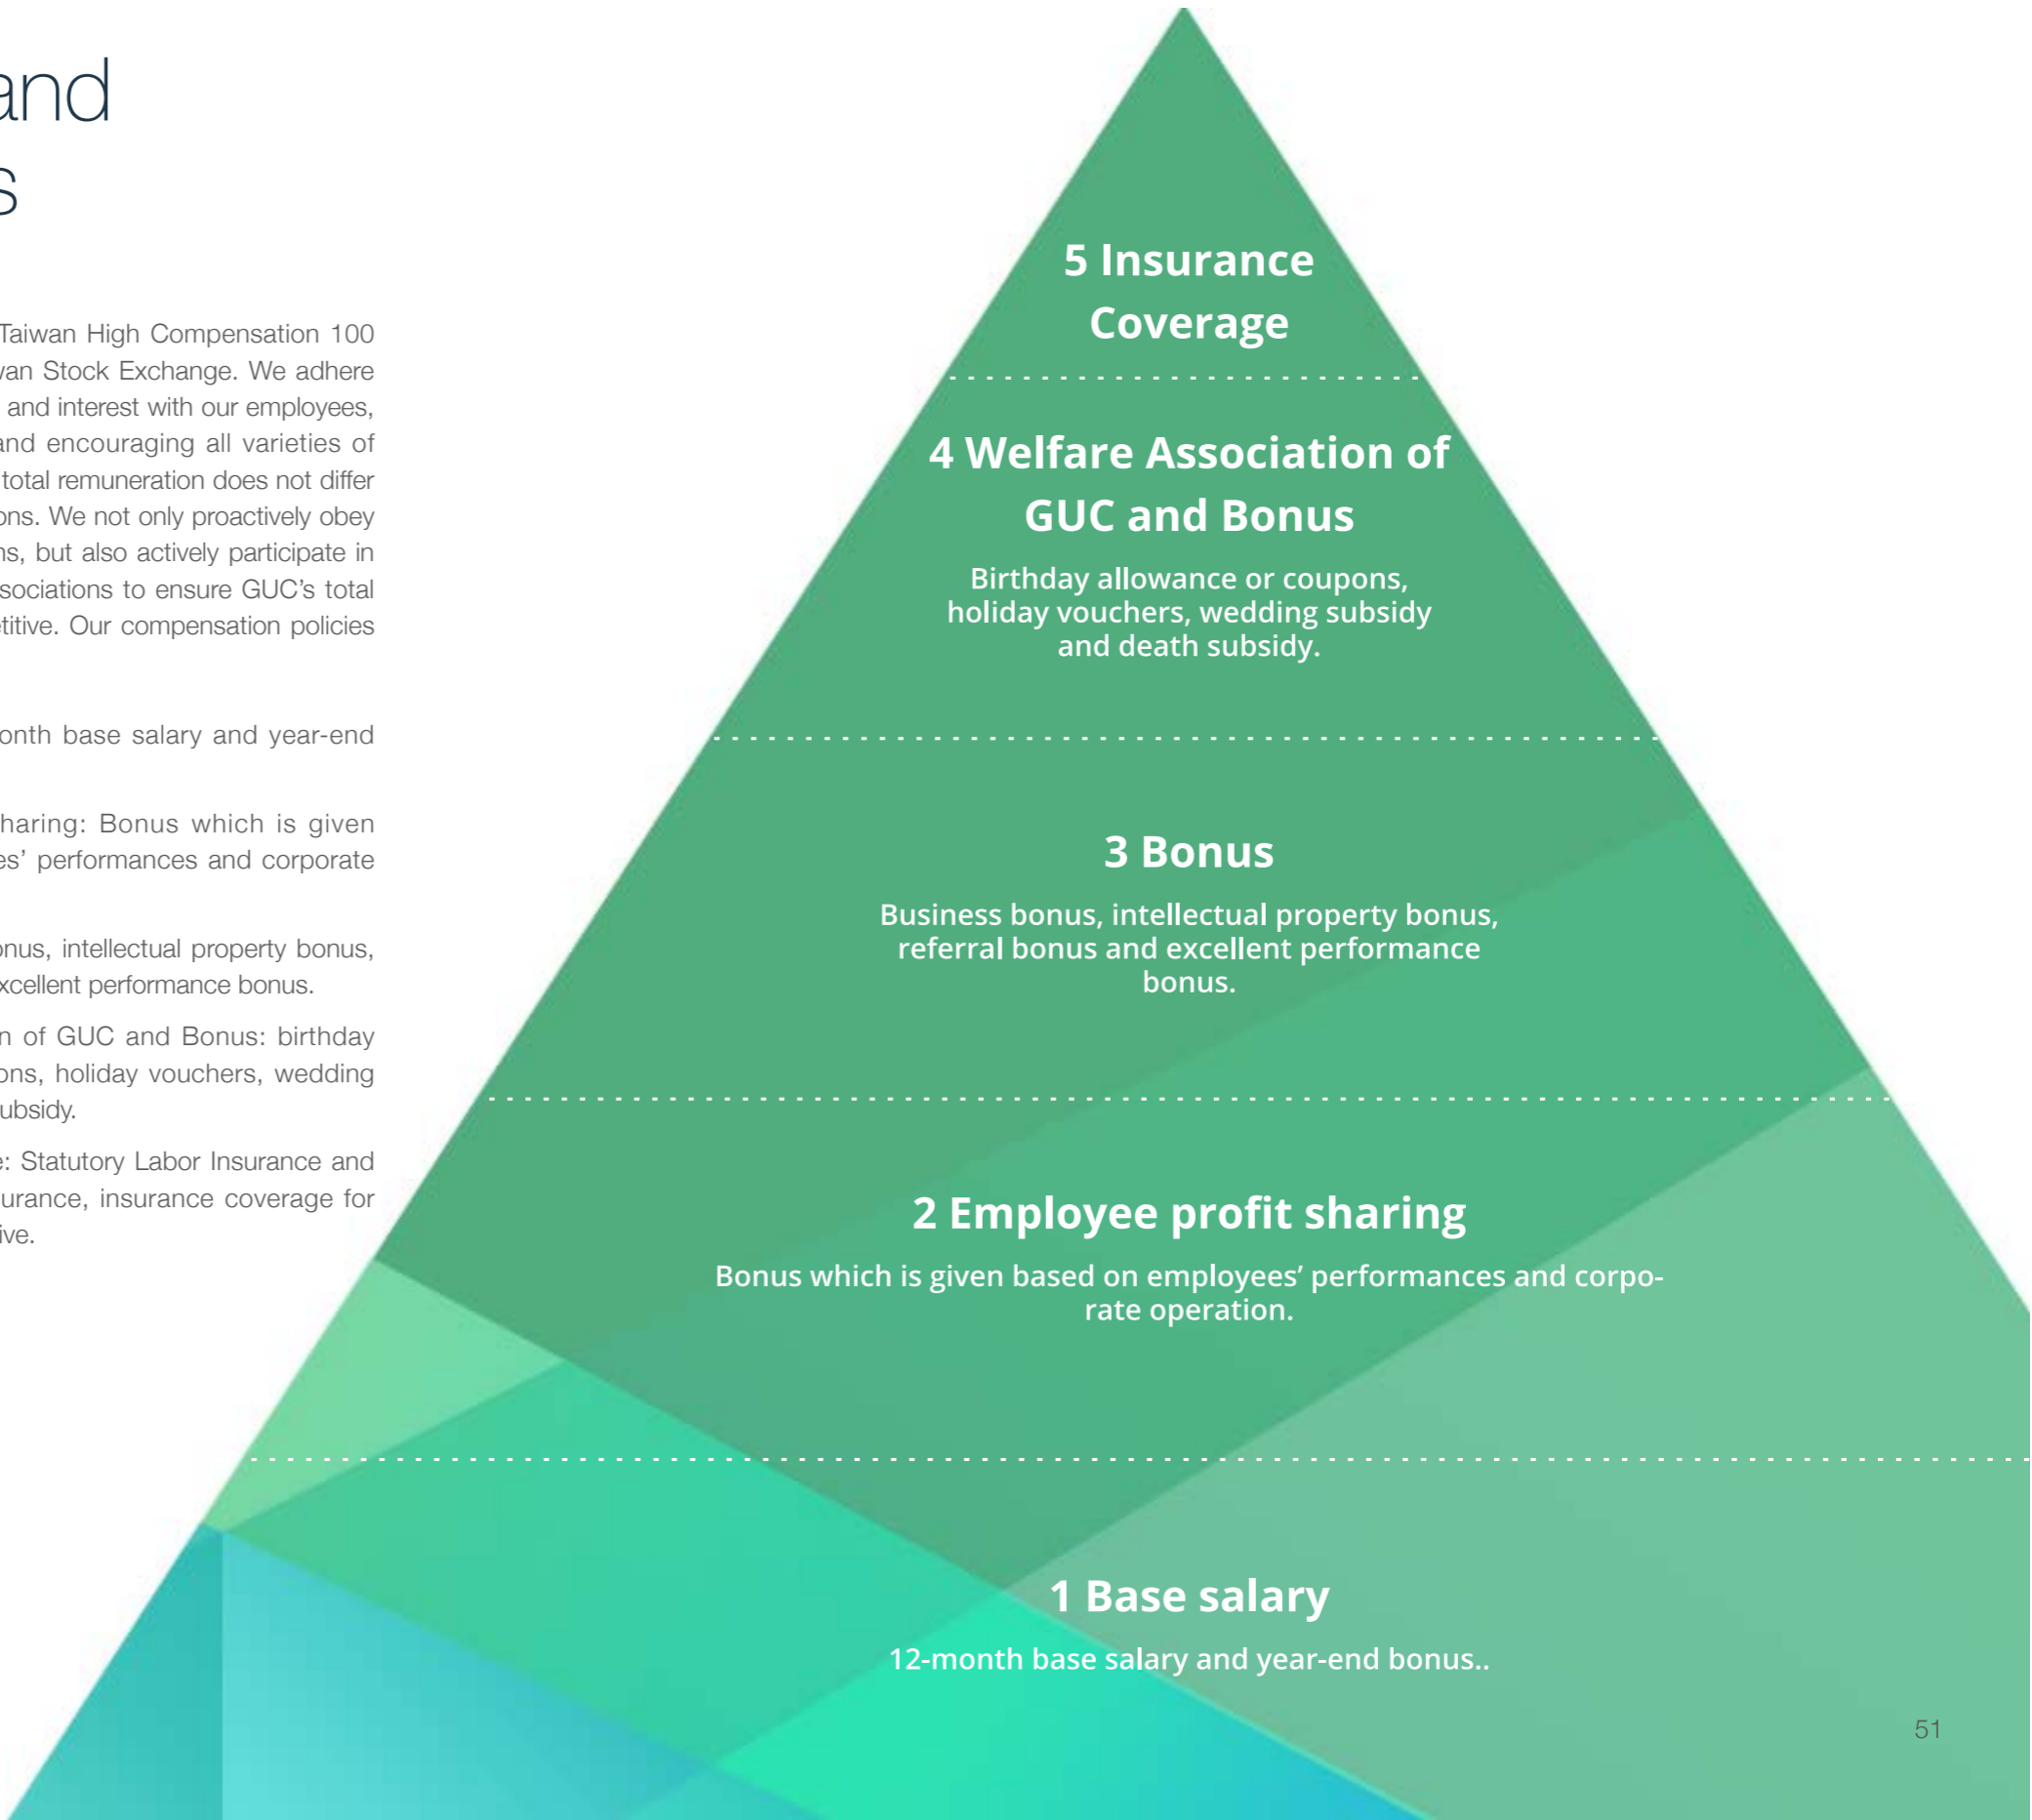 and
s
Taiwan High Compensation 100
wan Stock Exchange. We adhere
and interest with our employees,
and encouraging all varieties of
total remuneration does not differ
ons. We not only proactively obey
ns, but also actively participate in
sociations to ensure GUC's total
etitive. Our compensation policies
onth base salary and year-end
haring: Bonus which is given
es' performances and corporate
onus, intellectual property bonus,
xcellent performance bonus.
n of GUC and Bonus: birthday
ons, holiday vouchers, wedding
ubsidy.
e: Statutory Labor Insurance and
urance, insurance coverage for
ive.
5 Insurance
Coverage
4 Welfare Association of
GUC and Bonus
Birthday allowance or coupons,
holiday vouchers, wedding subsidy
and death subsidy.
3 Bonus
Business bonus, intellectual property bonus,
referral bonus and excellent performance
bonus.
2 Employee profit sharing
Bonus which is given based on employees’ performances and corpo-
rate operation.
1 Base salary
12-month base salary and year-end bonus..
51